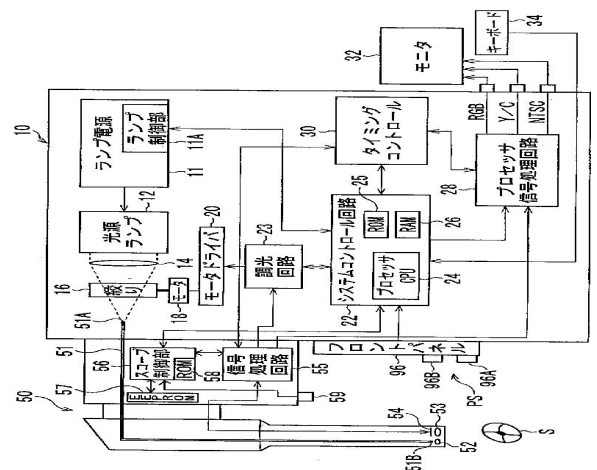 10
ランプ電源
ランプ
制御部
11A
11
12
光源
ランプ
14
16
絞り
51A
18
モータ
20
モータドライバ
23
調光
回路
30
タイミング
コントロール
25
システムコントロール回路
ROM
RAM
26
プロセッサ
CPU
24
22
28
プロセッサ
信号処理回路
RGB
Y/C
NTSC
32
モニタ
34
キーボード
50
51
56
57
スコープ
制御部
ROM
58
EEPROM
信号
処理
回路
55
59
フロントパネル
96
96B
96A
PS
51B
54
53
52
S